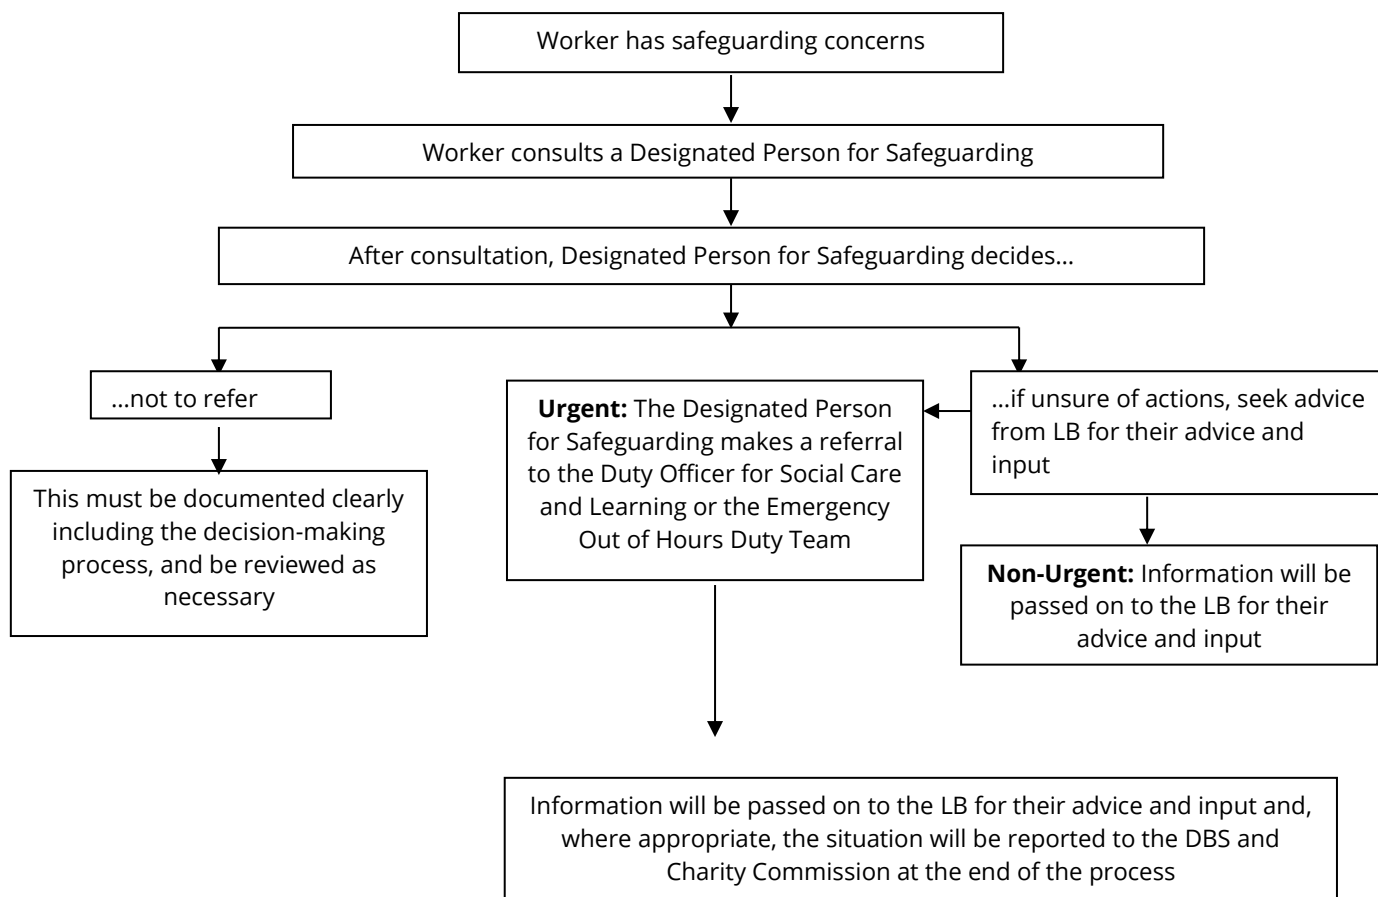 Worker has safeguarding concerns
Worker consults a Designated Person for Safeguarding
After consultation, Designated Person for Safeguarding decides...
...not to refer
This must be documented clearly
including the decision-making
process, and be reviewed as
necessary
Urgent: The Designated Person
for Safeguarding makes a referral
to the Duty Officer for Social Care
and Learning or the Emergency
Out of Hours Duty Team
...if unsure of actions, seek advice
from LB for their advice and
input
Non-Urgent: Information will be
passed on to the LB for their
advice and input
Information will be passed on to the LB for their advice and input and,
where appropriate, the situation will be reported to the DBS and
Charity Commission at the end of the process